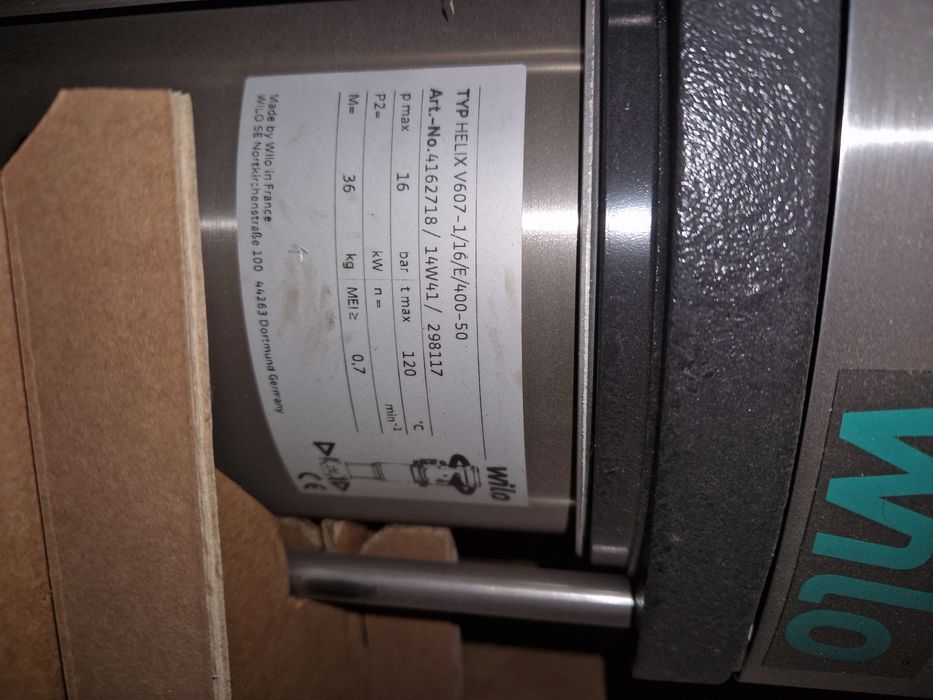 wilo
TYP HELIX V607-1/16/E/400-50
Art.-No.4162718 / 14W41 / 298117
p max 16 bar t max 120 °C
P2= kW n = min-1
M= 36 kg MEI ≥ 0,7
CE
Made by Wilo in France
WILO SE Nortkirchenstraße 100 44263 Dortmund Germany
wilo